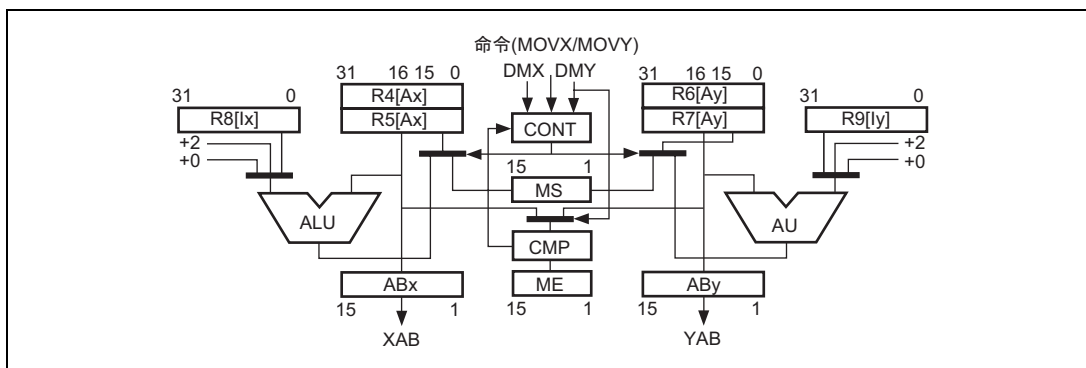 命令(MOVX/MOVY)
DMX DMY
31 16 15 0
R4[Ax]
R5[Ax]
31 16 15 0
R6[Ay]
R7[Ay]
31 0
R8[Ix]
+2
+0
31 0
R9[Iy]
+2
+0
CONT
15 1
MS
ALU
AU
CMP
ME
15 1
ABx
15 1
XAB
ABy
15 1
YAB